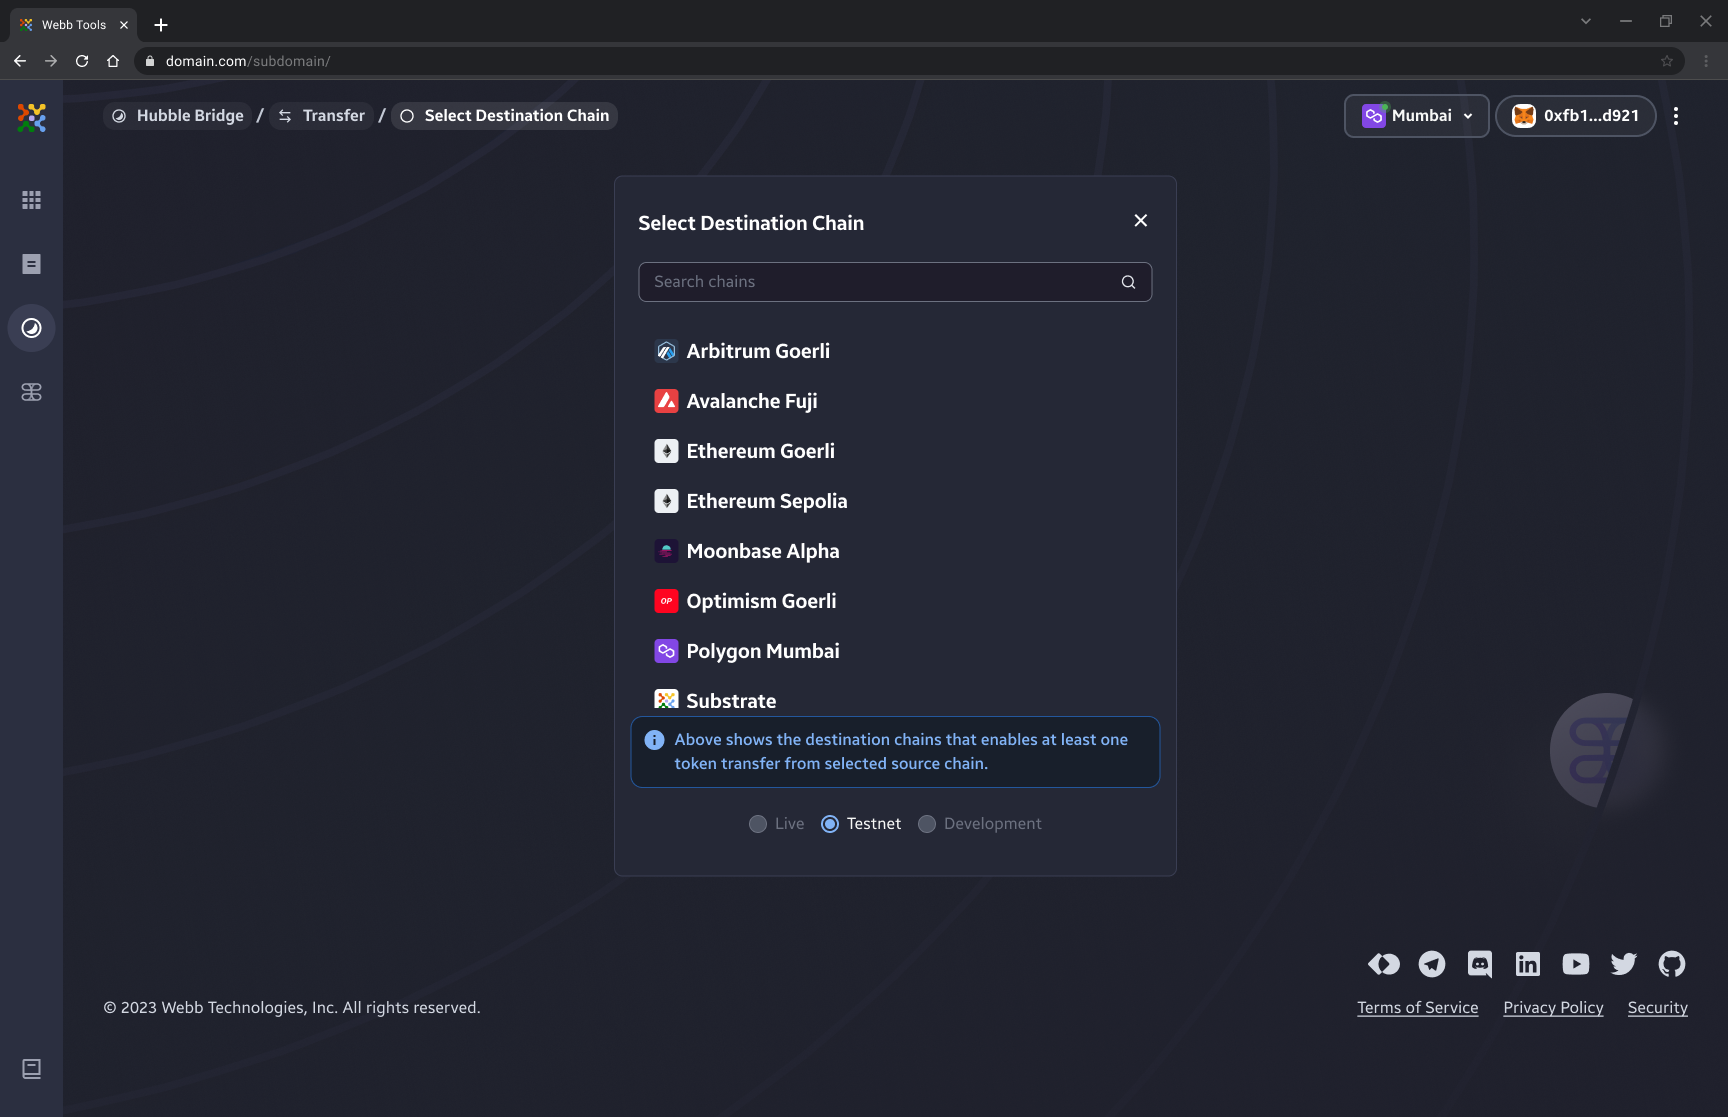 Webb Tools
domain.com/subdomain/
Hubble Bridge / Transfer / Select Destination Chain
Mumbai
0xfb1...d921
Select Destination Chain
Search chains
Arbitrum Goerli
Avalanche Fuji
Ethereum Goerli
Ethereum Sepolia
Moonbase Alpha
OP Optimism Goerli
Polygon Mumbai
Substrate
Above shows the destination chains that enables at least one
token transfer from selected source chain.
Live
Testnet
Development
© 2023 Webb Technologies, Inc. All rights reserved.
Terms of Service
Privacy Policy
Security